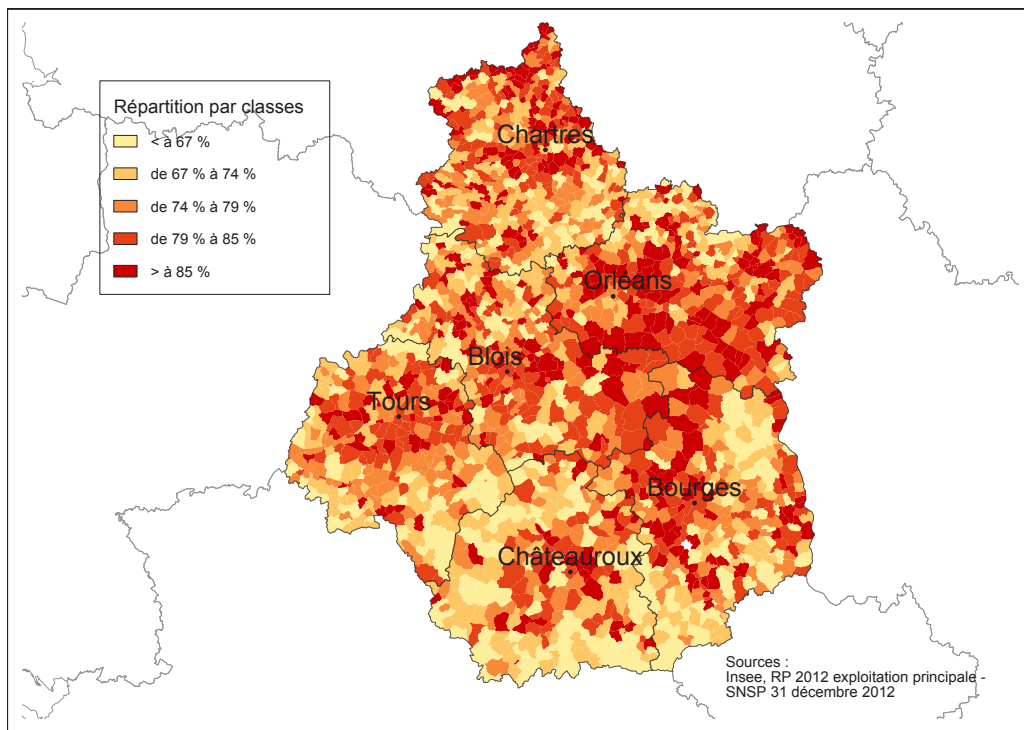 Répartition par classes
< à 67 %
de 67 % à 74 %
de 74 % à 79 %
de 79 % à 85 %
> à 85 %
Chartres
Orléans
Blois
Tours
Bourges
Châteauroux
Sources :
Insee, RP 2012 exploitation principale -
SNSP 31 décembre 2012